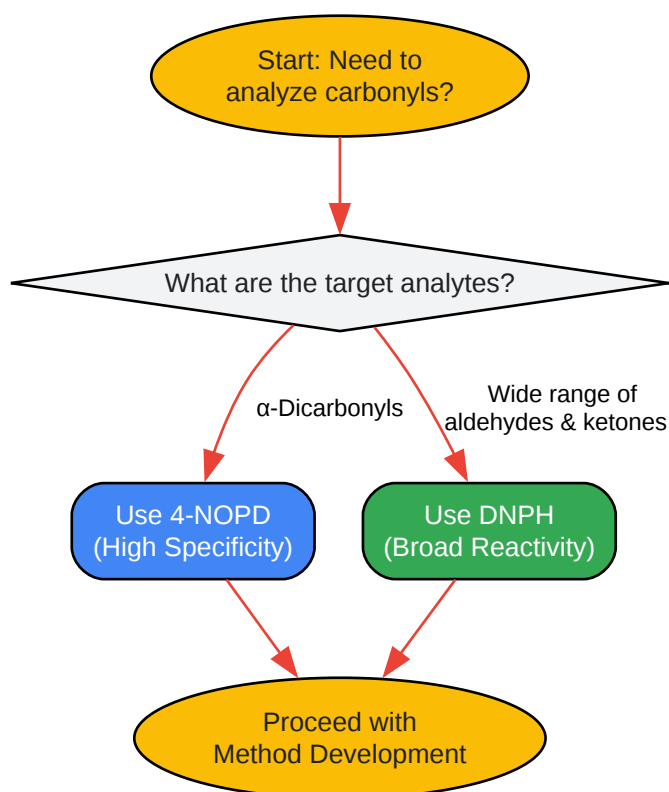 Start: Need to
analyze carbonyls?
What are the target analytes?
α-Dicarbonyls
Wide range of
aldehydes & ketones
Use 4-NOPD
(High Specificity)
Use DNPH
(Broad Reactivity)
Proceed with
Method Development